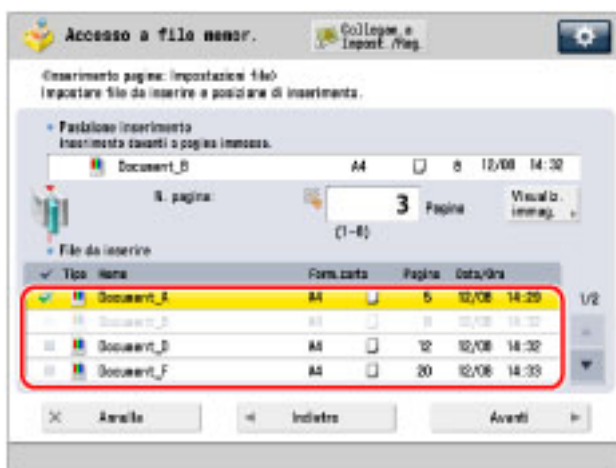 Accesso a file memor.
Collegam. a
Impost./Reg.
<Inserimento pagine: Impostazioni file>
Impostare file da inserire e posizione di inserimento.
Posizione inserimento
Inserimento davanti a pagina immessa.
Document_B A4 8 12/08 14:32
N. pagina: 3 Pagina
Visualiz.
immag.
(1-8)
File da inserire
Tipo Nome Form.carta Pagina Data/Ora
Document_A A4 5 12/08 14:29 1/2
Document_B A4 8 12/08 14:32
Document_D A4 12 12/08 14:32
Document_F A4 20 12/08 14:33
Annulla Indietro Avanti